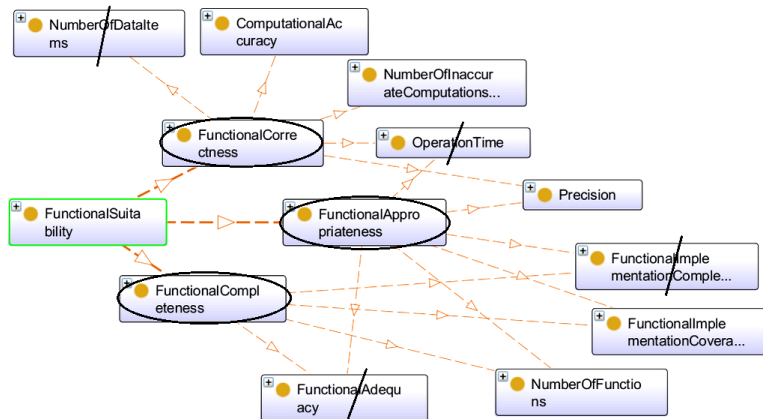 NumberOfDataIte
ms
ComputationalAc
curacy
NumberOfInaccur
ateComputations...
FunctionalCorre
ctness
OperationTime
Precision
FunctionalSuita
bility
FunctionalAppro
priateness
FunctionalImple
mentationComple...
FunctionalCompl
eteness
FunctionalImple
mentationCovera...
FunctionalAdequ
acy
NumberOfFunctio
ns